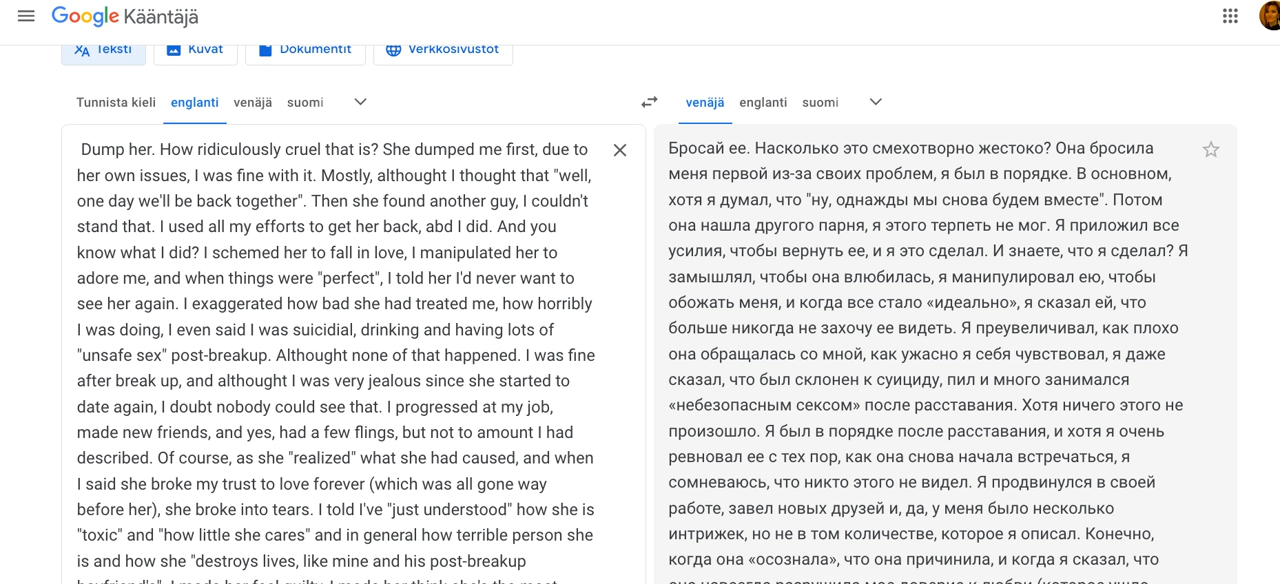 Google Kääntäjä
Teksti
Kuvat
Dokumentit
Verkkosivustot
Tunnista kieli englanti venäjä suomi
venäjä englanti suomi
Dump her. How ridiculously cruel that is? She dumped me first, due to
her own issues, I was fine with it. Mostly, althought I thought that "well,
one day we'll be back together". Then she found another guy, I couldn't
stand that. I used all my efforts to get her back, abd I did. And you
know what I did? I schemed her to fall in love, I manipulated her to
adore me, and when things were "perfect", I told her I'd never want to
see her again. I exaggerated how bad she had treated me, how horribly
I was doing, I even said I was suicidial, drinking and having lots of
"unsafe sex" post-breakup. Althought none of that happened. I was fine
after break up, and althought I was very jealous since she started to
date again, I doubt nobody could see that. I progressed at my job,
made new friends, and yes, had a few flings, but not to amount I had
described. Of course, as she "realized" what she had caused, and when
I said she broke my trust to love forever (which was all gone way
before her), she broke into tears. I told I've "just understood" how she is
"toxic" and "how little she cares" and in general how terrible person she
is and how she "destroys lives, like mine and his post-breakup
boyfriend's". I made her feel guilty, I made her think she's the most
Бросай ее. Насколько это смехотворно жестоко? Она бросила
меня первой из-за своих проблем, я был в порядке. В основном,
хотя я думал, что "ну, однажды мы снова будем вместе". Потом
она нашла другого парня, я этого терпеть не мог. Я приложил все
усилия, чтобы вернуть ее, и я это сделал. И знаете, что я сделал? Я
замышлял, чтобы она влюбилась, я манипулировал ею, чтобы
обожать меня, и когда все стало «идеально», я сказал ей, что
больше никогда не захочу ее видеть. Я преувеличивал, как плохо
она обращалась со мной, как ужасно я себя чувствовал, я даже
сказал, что был склонен к суициду, пил и много занимался
«небезопасным сексом» после расставания. Хотя ничего этого не
произошло. Я был в порядке после расставания, и хотя я очень
ревновал ее с тех пор, как она снова начала встречаться, я
сомневаюсь, что никто этого не видел. Я продвинулся в своей
работе, завел новых друзей и, да, у меня было несколько
интрижек, но не в том количестве, которое я описал. Конечно,
когда она «осознала», что она причинила, и когда я сказал, что
она навсегда разрушила мое доверие к любви (которое ушло